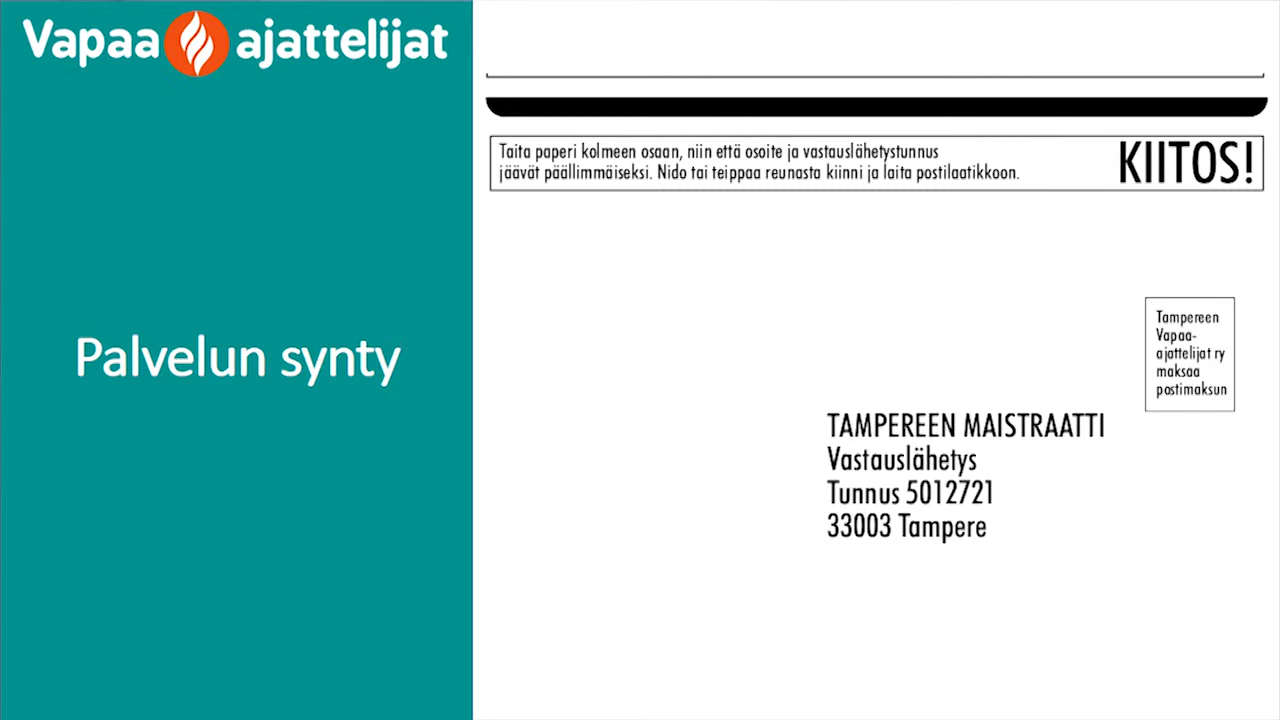 Vapaa ajattelijat
Palvelun synty
Taita paperi kolmeen osaan, niin että osoite ja vastauslähetystunnus
jäävät päällimmäiseksi. Nido tai teippaa reunasta kiinni ja laita postilaatikkoon.
KIITOS!
Tampereen
Vapaa-
ajattelijat ry
maksaa
postimaksun
TAMPEREEN MAISTRAATTI
Vastauslähetys
Tunnus 5012721
33003 Tampere